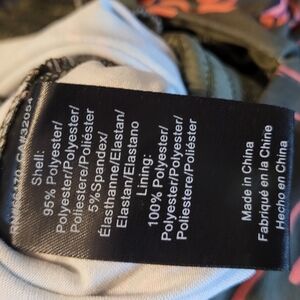 Shell:
95% Polyester/
Polyester/Polyester/
Poliestere/Poliéster
5%Spandex/
Élasthanne/Elastan/
Elastan/Elastano
Lining:
100% Polyester/
Polyester/Polyester/
Poliestere/Poliéster
Made in China
Fabriqué en la Chine
Hecho en China